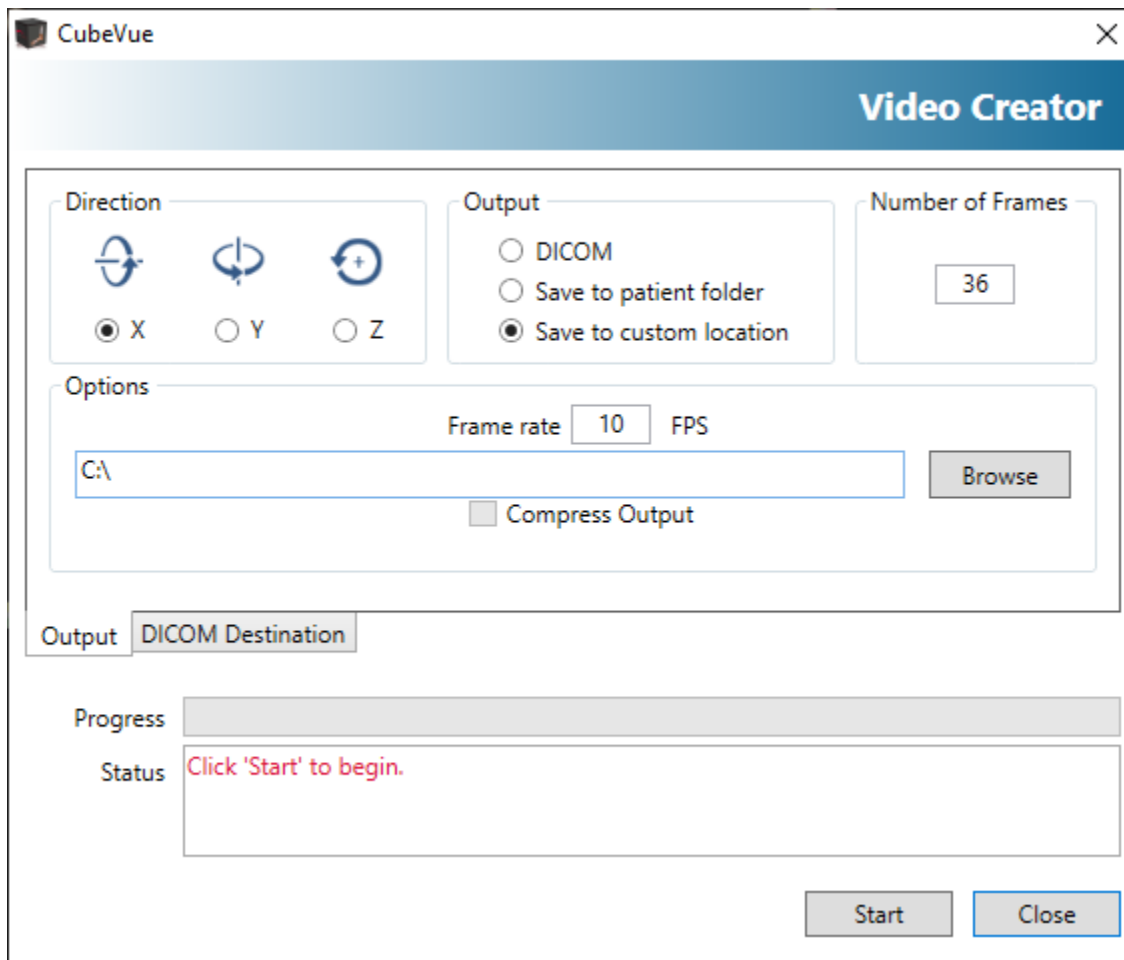 CubeVue
Video Creator
Direction
X
Y
Z
Output
DICOM
Save to patient folder
Save to custom location
Number of Frames
36
Options
Frame rate 10 FPS
C:\
Browse
Compress Output
Output
DICOM Destination
Progress
Status
Click 'Start' to begin.
Start
Close